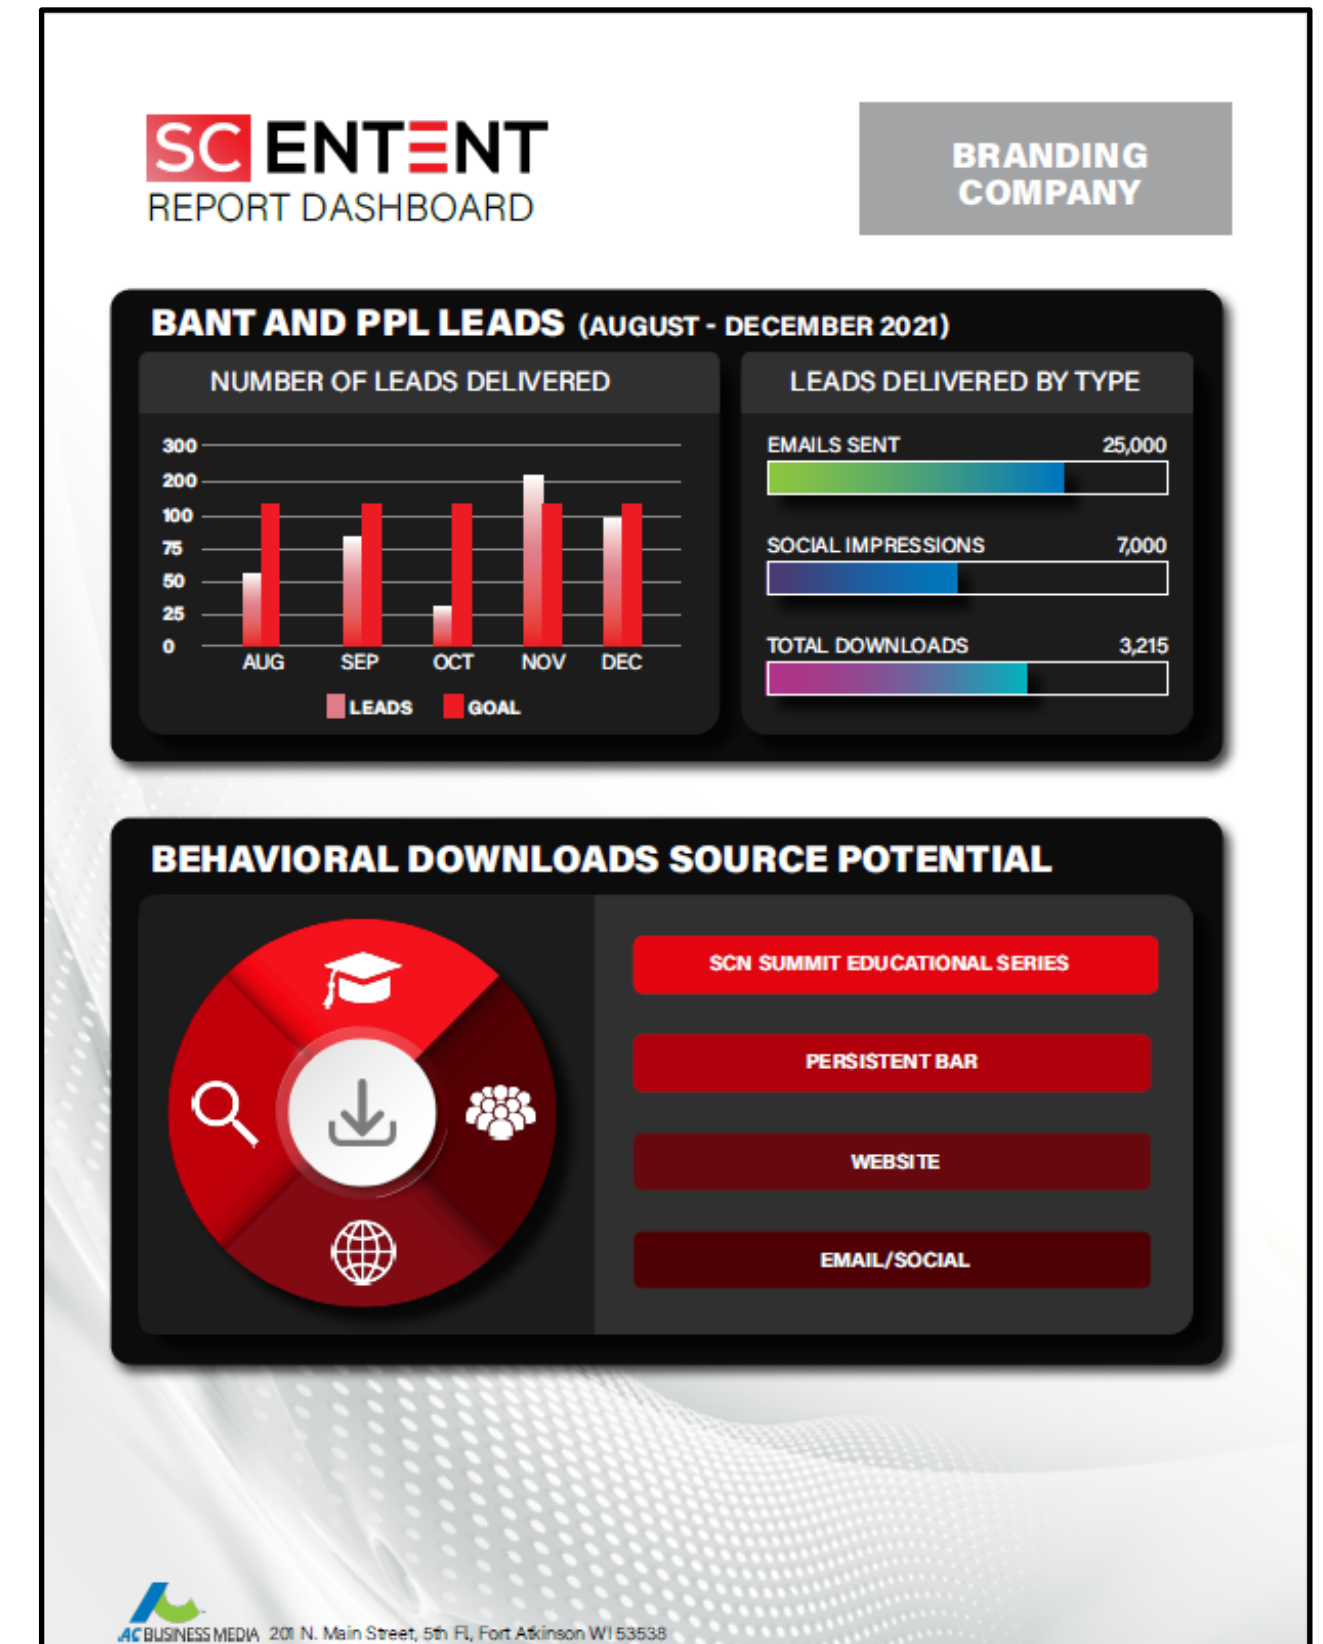 SC ENTENT
REPORT DASHBOARD
BRANDING
COMPANY
BANT AND PPL LEADS (AUGUST - DECEMBER 2021)
NUMBER OF LEADS DELIVERED
300
200
100
75
50
25
0
AUG SEP OCT NOV DEC
LEADS GOAL
LEADS DELIVERED BY TYPE
EMAILS SENT 25,000
SOCIAL IMPRESSIONS 7,000
TOTAL DOWNLOADS 3,215
BEHAVIORAL DOWNLOADS SOURCE POTENTIAL
SCN SUMMIT EDUCATIONAL SERIES
PERSISTENT BAR
WEBSITE
EMAIL/SOCIAL
AC BUSINESS MEDIA 201 N. Main Street, 5th Fl., Fort Atkinson WI 53538